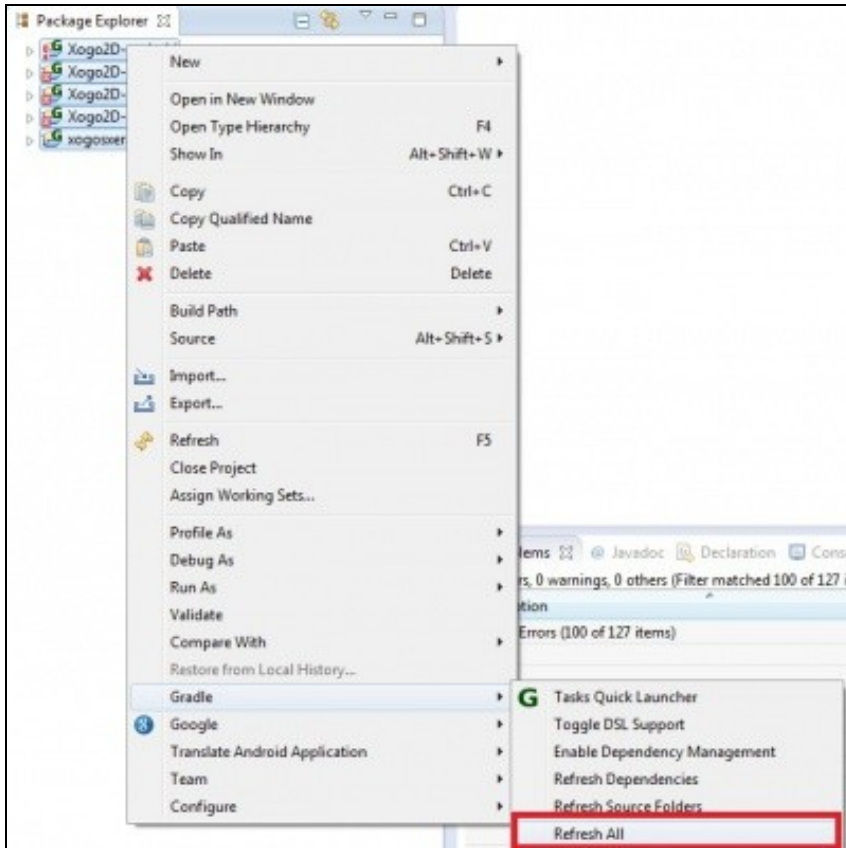 Package Explorer
Xogo2D-
Xogo2D-
Xogo2D-
Xogo2D-
xogosxer
New
Open in New Window
Open Type Hierarchy F4
Show In Alt+Shift+W
Copy Ctrl+C
Copy Qualified Name
Paste Ctrl+V
Delete Delete
Build Path
Source Alt+Shift+S
Import...
Export...
Refresh F5
Close Project
Assign Working Sets...
Profile As
Debug As
Run As
Validate
Compare With
Restore from Local History...
Gradle
Google
Translate Android Application
Team
Configure
lems @ Javadoc Declaration Cons
rs, 0 warnings, 0 others (Filter matched 100 of 127 i
tion
Errors (100 of 127 items)
G Tasks Quick Launcher
Toggle DSL Support
Enable Dependency Management
Refresh Dependencies
Refresh Source Folders
Refresh All